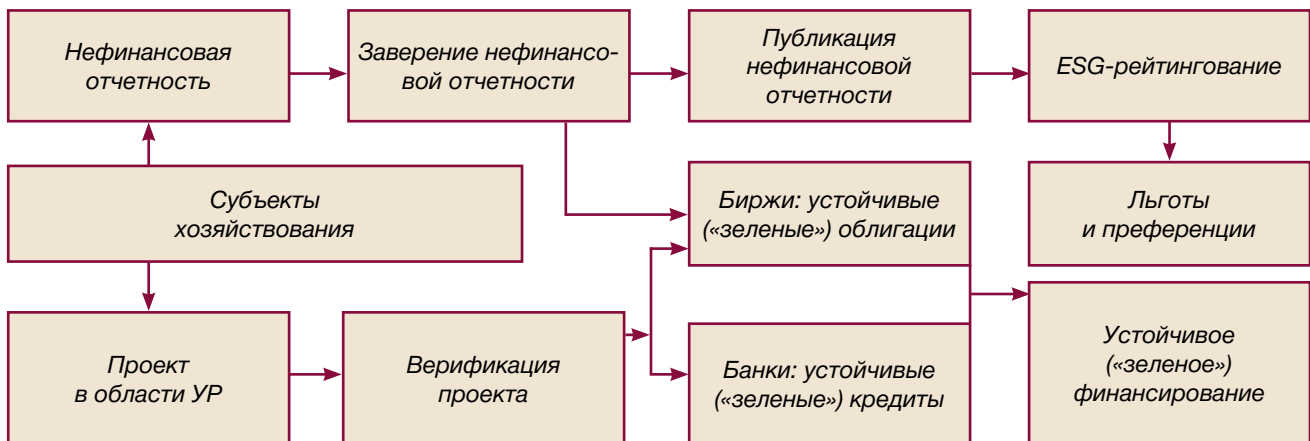 Нефинансовая
отчетность
Заверение нефинансо-
вой отчетности
Публикация
нефинансовой
отчетности
ESG-рейтингование
Субъекты
хозяйствования
Биржи: устойчивые
(«зеленые») облигации
Льготы
и преференции
Проект
в области УР
Верификация
проекта
Банки: устойчивые
(«зеленые») кредиты
Устойчивое
(«зеленое»)
финансирование